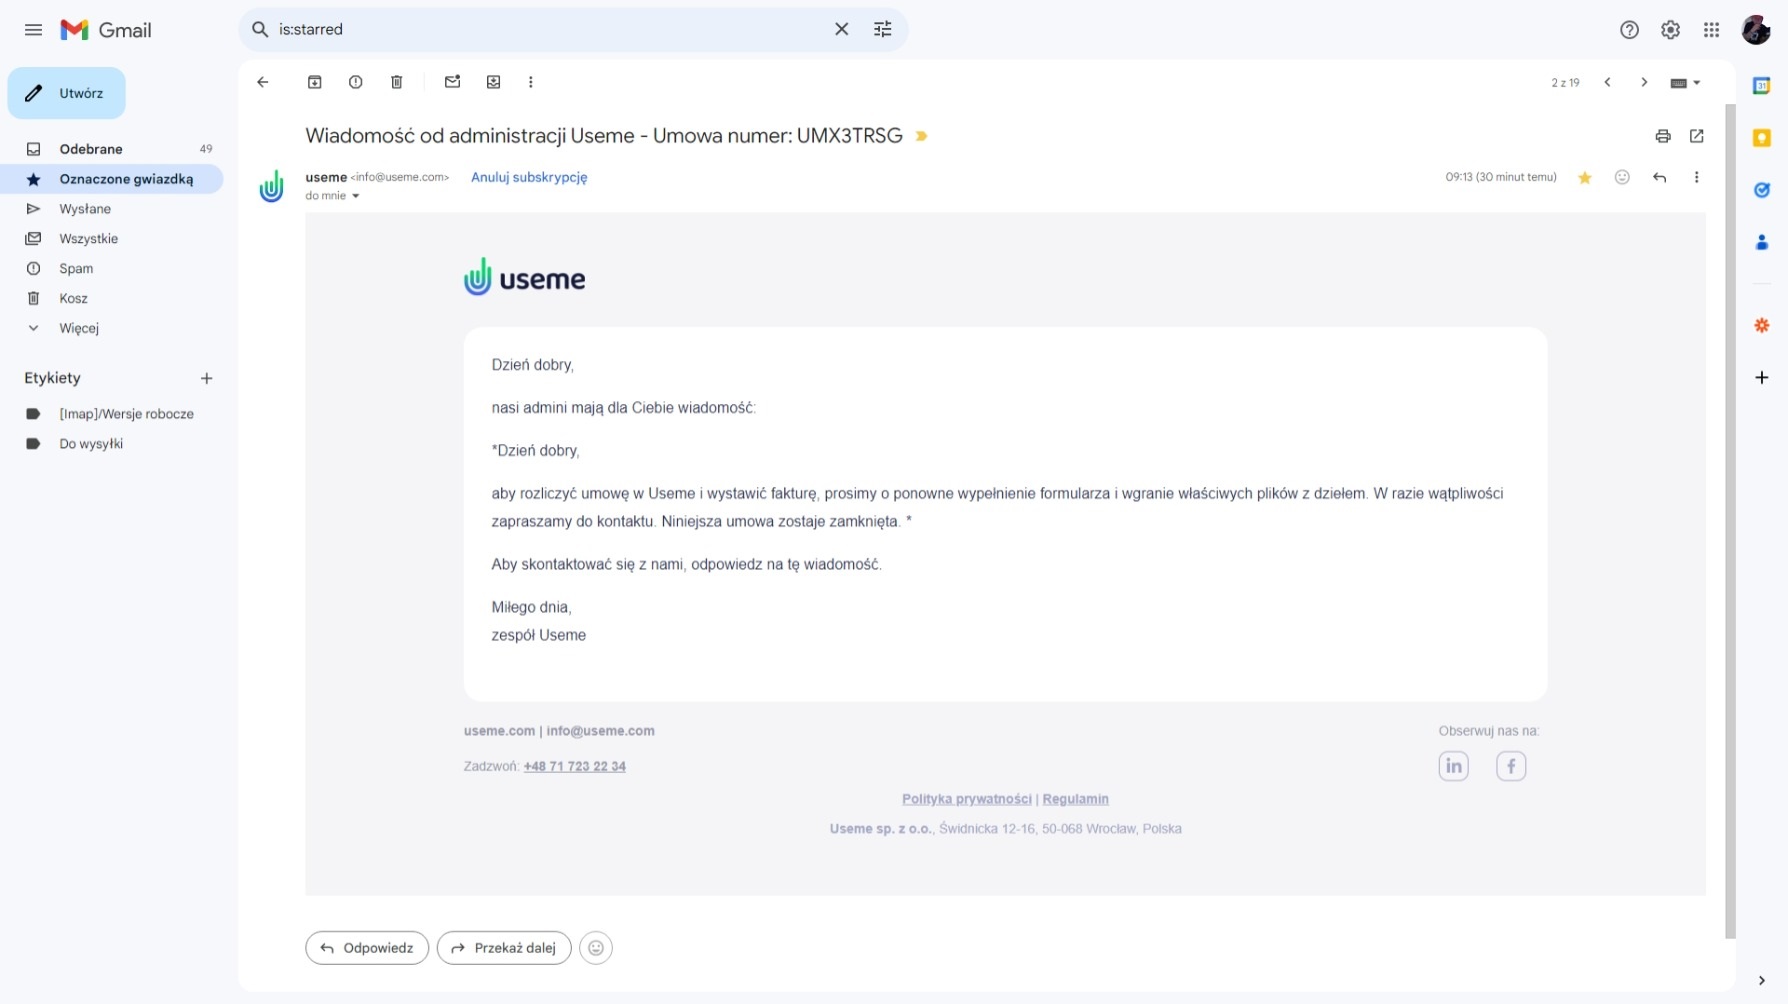 Gmail
is:starred
Utwórz
2 z 19
Odebrane 49
Oznaczone gwiazdką
Wysłane
Wszystkie
Spam
Kosz
Więcej
Etykiety
[Imap]/Wersje robocze
Do wysyłki
Wiadomość od administracji Useme - Umowa numer: UMX3TRSG
useme <info@useme.com> Anuluj subskrypcję
09:13 (30 minut temu)
do mnie
useme
Dzień dobry,
nasi admini mają dla Ciebie wiadomość:
*Dzień dobry,
aby rozliczyć umowę w Useme i wystawić fakturę, prosimy o ponowne wypełnienie formularza i wgranie właściwych plików z dziełem. W razie wątpliwości
zapraszamy do kontaktu. Niniejsza umowa zostaje zamknięta. *
Aby skontaktować się z nami, odpowiedz na tę wiadomość.
Miłego dnia,
zespół Useme
useme.com | info@useme.com
Obserwuj nas na:
Zadzwoń: +48 71 723 22 34
in f
Polityka prywatności | Regulamin
Useme sp. z o.o., Świdnicka 12-16, 50-068 Wrocław, Polska
Odpowiedz
Przekaż dalej
31